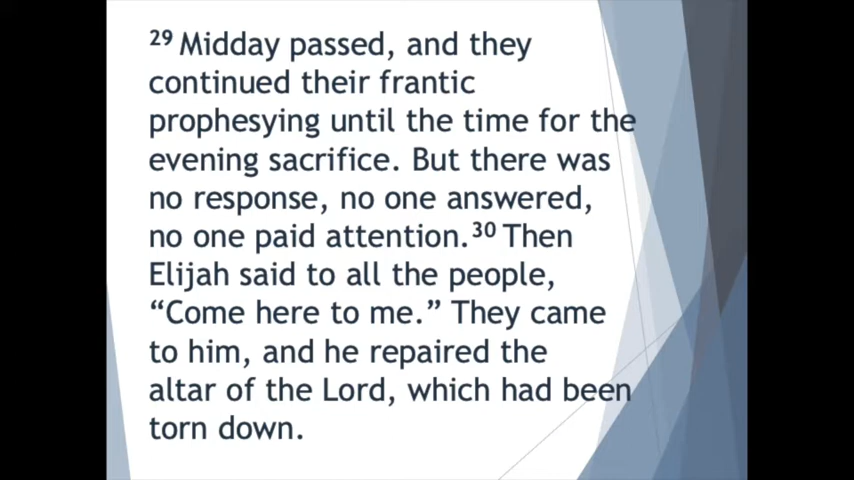 29 Midday passed, and they
continued their frantic
prophesying until the time for the
evening sacrifice. But there was
no response, no one answered,
no one paid attention.30 Then
Elijah said to all the people,
“Come here to me.” They came
to him, and he repaired the
altar of the Lord, which had been
torn down.